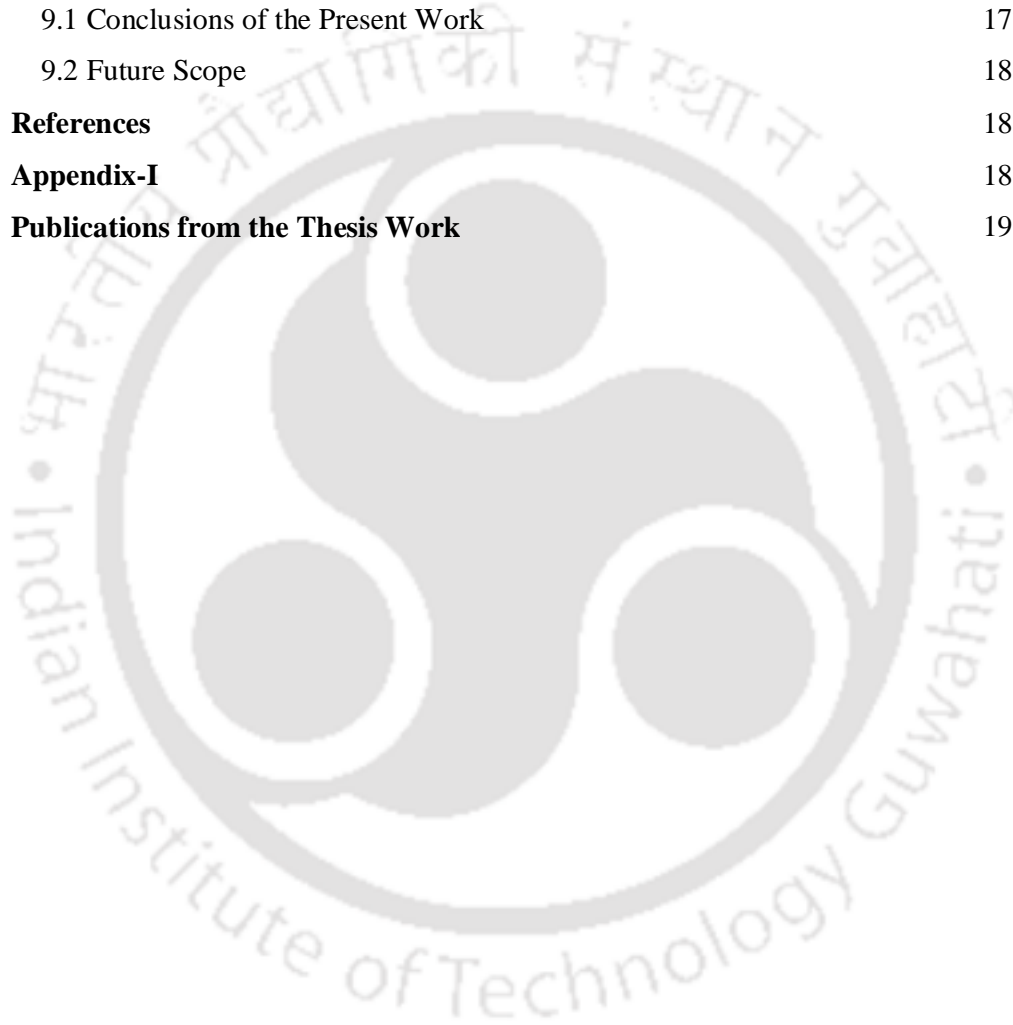 9.1 Conclusions of the Present Work 17
9.2 Future Scope 18
References 18
Appendix-I 18
Publications from the Thesis Work 19
भारतीय प्रौद्योगिकी संस्थान गुवाहाटी
• Indian Institute of Technology Guwahati •